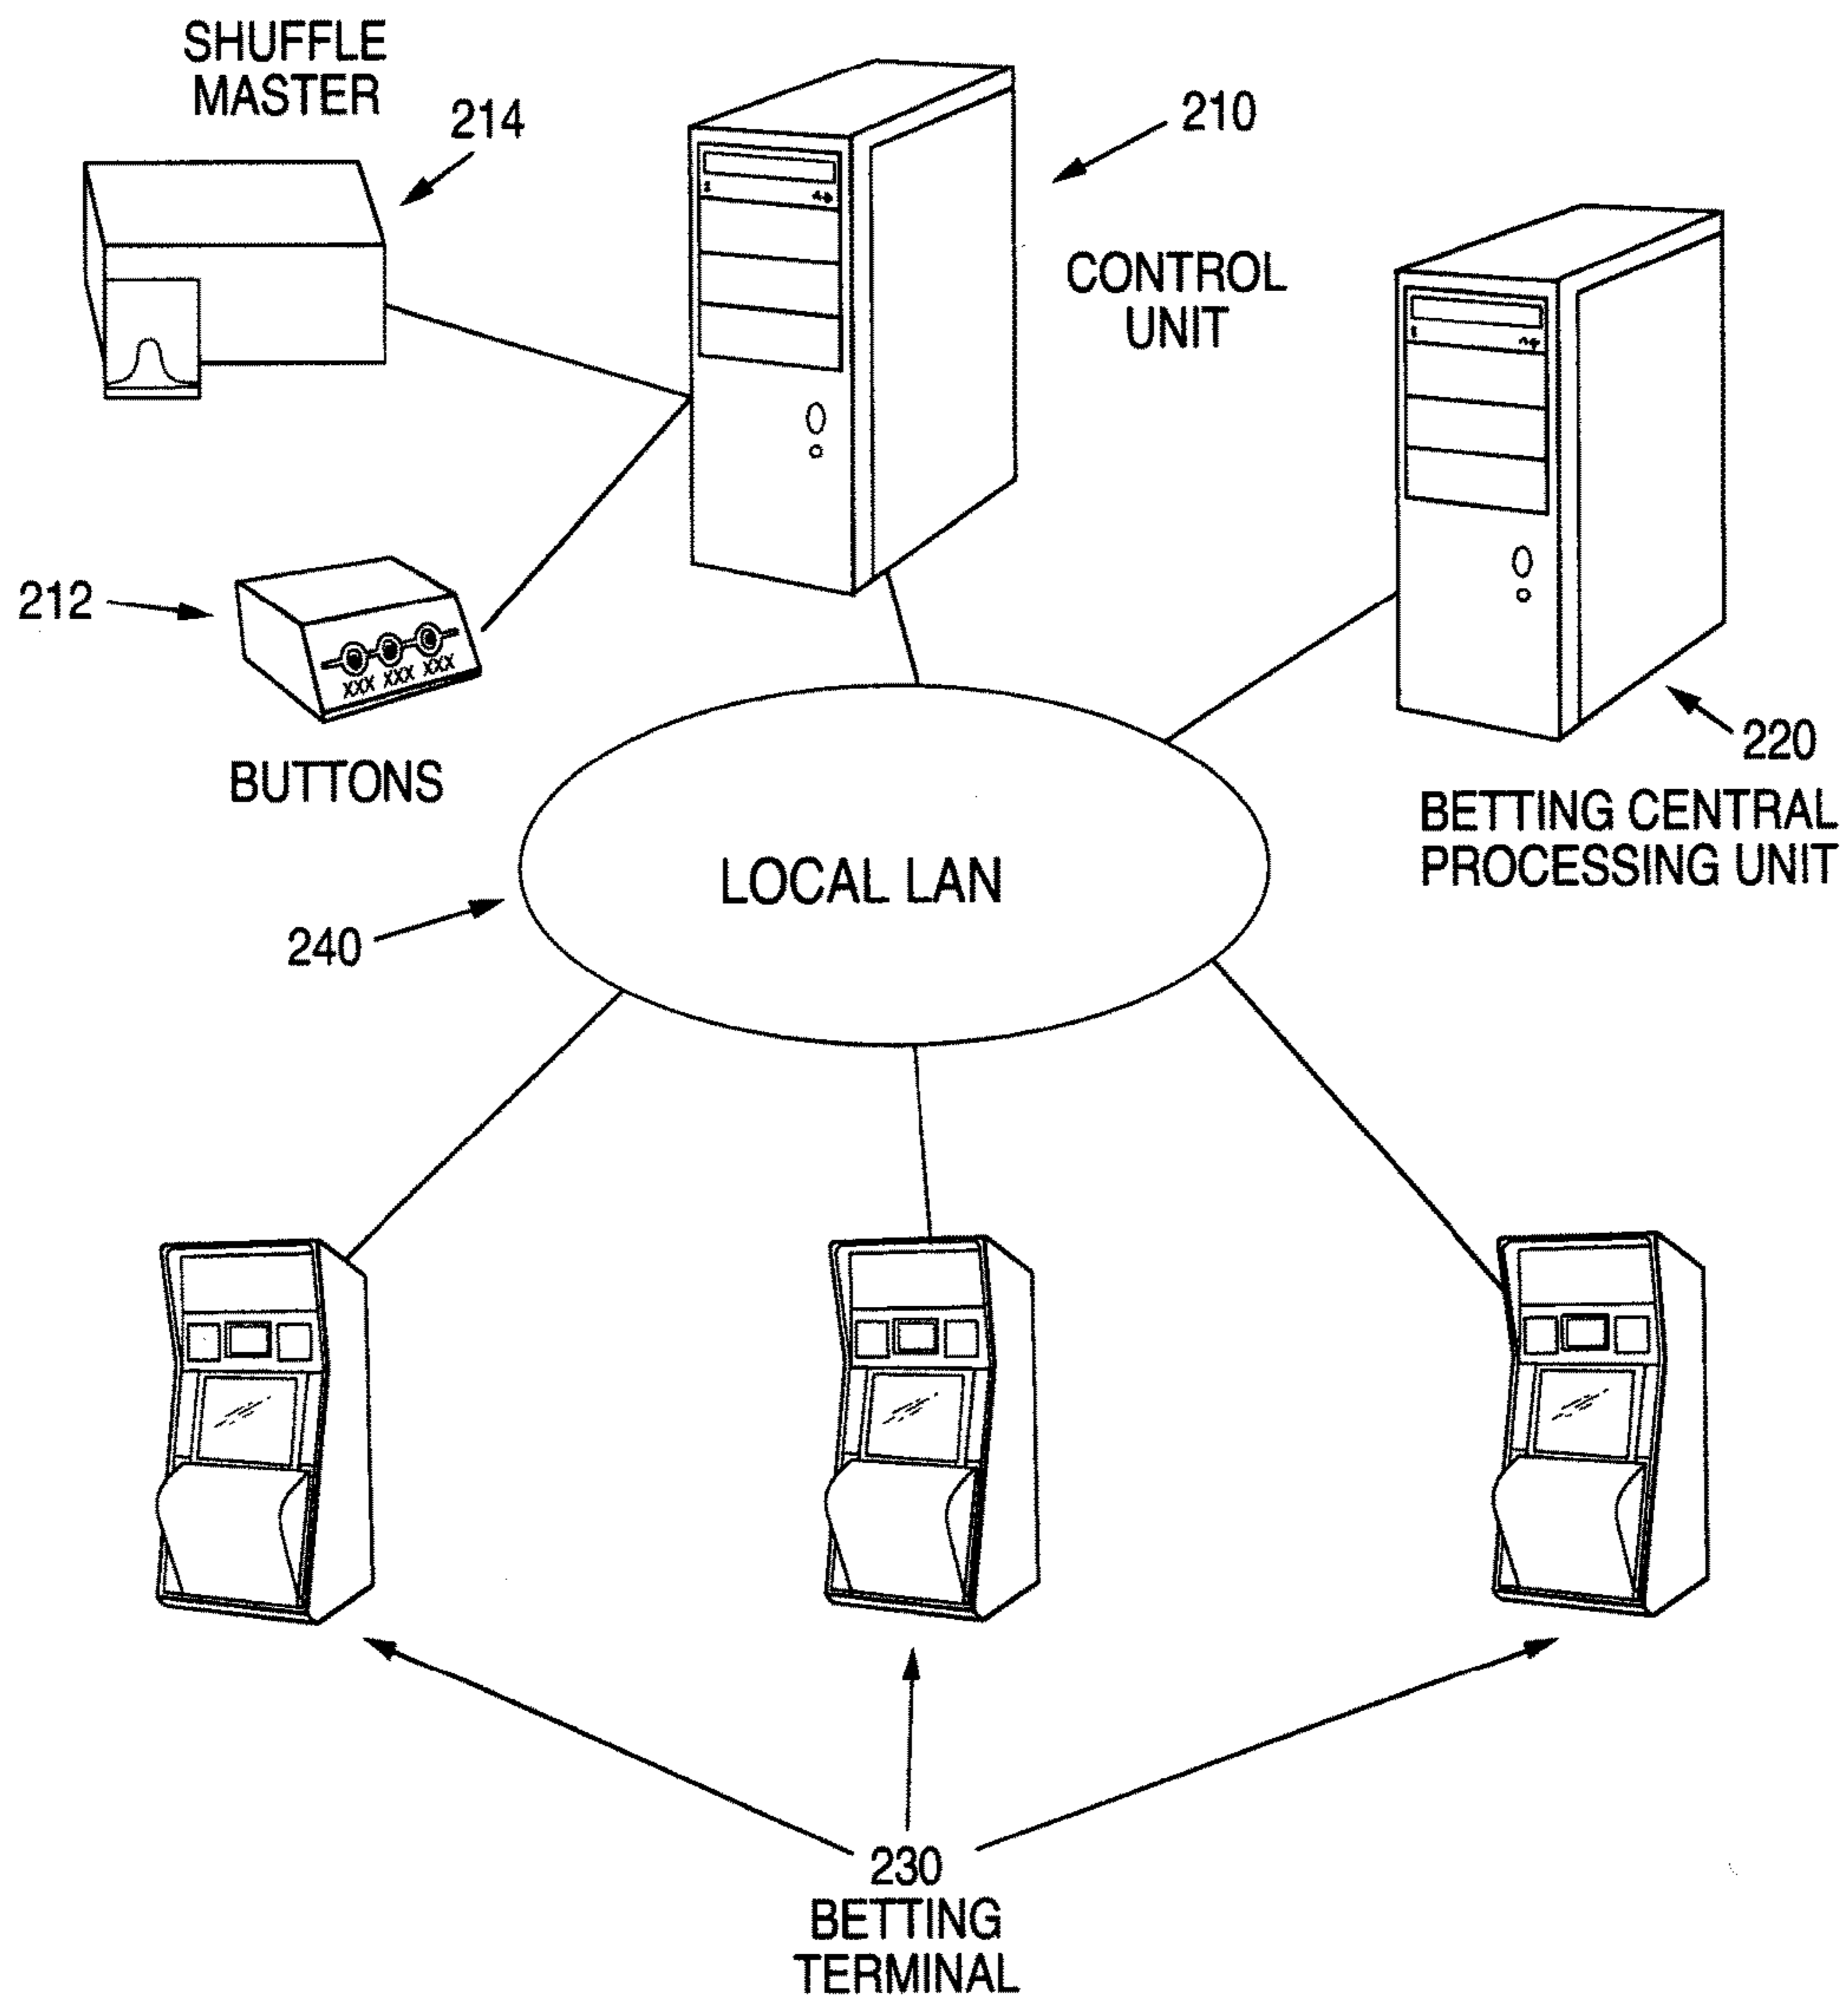 SHUFFLE
MASTER
214
210
CONTROL
UNIT
212
XXX XXX XXX
BUTTONS
220
BETTING CENTRAL
PROCESSING UNIT
LOCAL LAN
240
230
BETTING
TERMINAL